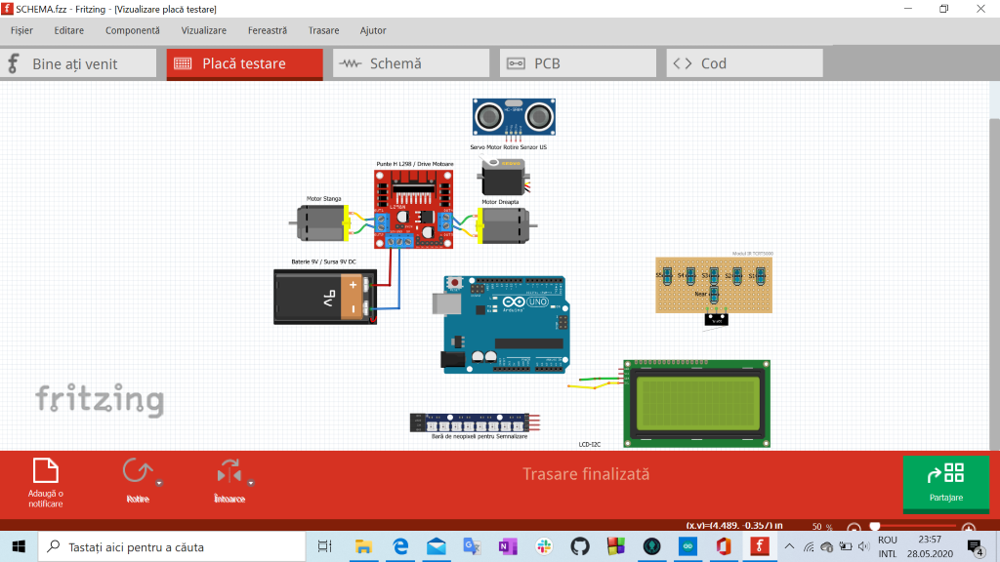 SCHEMA.fzz - Fritzing - [Vizualizare placă testare]
Fișier Editare Componentă Vizualizare Fereastră Trasare Ajutor
Bine ați venit Placă testare Schemă PCB Cod
HC-SR04
Servo Motor Rotire Senzor US
Punte H L298 / Drive Motoare
Motor Stanga
L298N
Motor Dreapta
Baterie 9V / Sursa 9V DC
9V
+
−
UNO
Arduino
Modul IR TCRT5000
S5 S4 S3 S2 S1
Near
LCD-I2C
Bară de neopixeli pentru Semnalizare
fritzing
Adaugă o
notificare
Rotire
Întoarce
Trasare finalizată
Partajare
(x,y)=(4.489, -0.357) in
50 %
Tastați aici pentru a căuta
ROU
INTL
23:57
28.05.2020
4